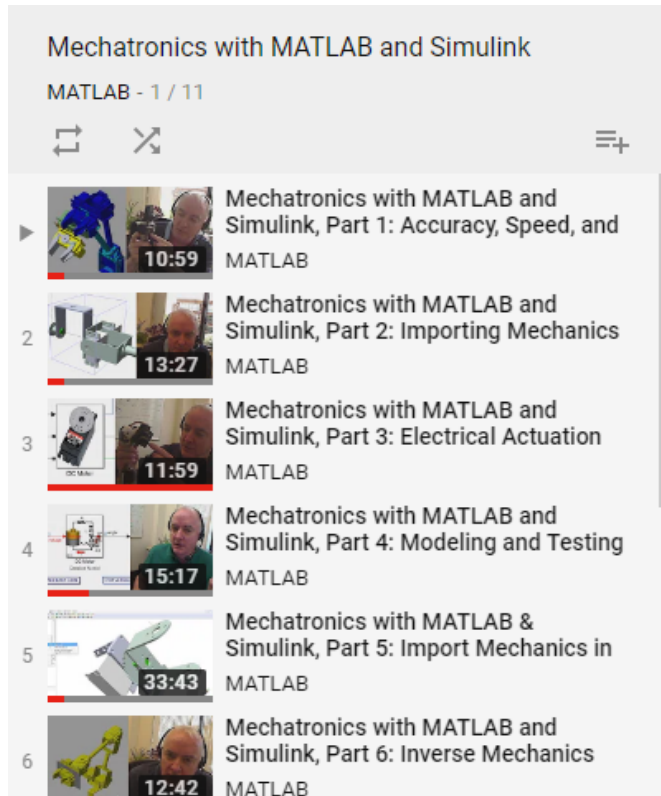 Mechatronics with MATLAB and Simulink
MATLAB - 1 / 11
Mechatronics with MATLAB and
Simulink, Part 1: Accuracy, Speed, and
10:59
MATLAB
2
Mechatronics with MATLAB and
Simulink, Part 2: Importing Mechanics
13:27
MATLAB
3
Mechatronics with MATLAB and
Simulink, Part 3: Electrical Actuation
11:59
MATLAB
4
Mechatronics with MATLAB and
Simulink, Part 4: Modeling and Testing
15:17
MATLAB
5
Mechatronics with MATLAB &
Simulink, Part 5: Import Mechanics in
33:43
MATLAB
6
Mechatronics with MATLAB and
Simulink, Part 6: Inverse Mechanics
12:42
MATLAB